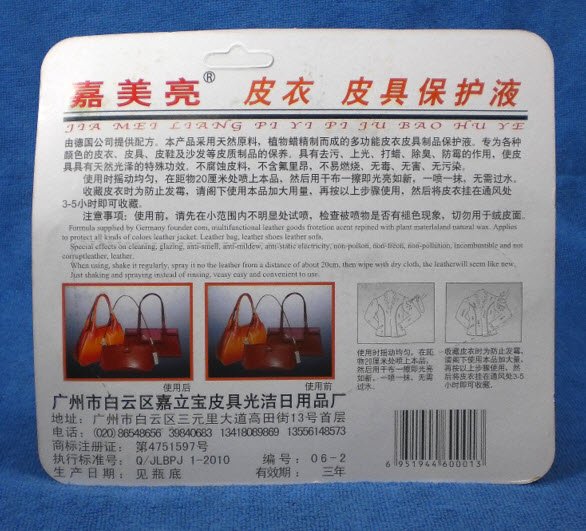 嘉美亮® 皮衣 皮具保护液
JIA MEI LIANG PI YI PI JU BAO HU YE
由德国公司提供配方。本产品采用天然原料,植物蜡精制而成的多功能皮衣皮具制品保护液。专为各种
颜色的皮衣、皮具、皮鞋及沙发等皮质制品的保养。具有去污、上光、打蜡、除臭、防霉的作用,使皮
具具有天然光泽的特殊功效。不腐蚀皮料,不含氟里昂,不易燃烧,无毒、无害、无污染。
使用时摇动均匀,在距物20厘米处喷上本品,然后用于布一擦即光亮如新,一喷一抹,无需过水。
收藏皮衣时为防止发霉,请阁下使用本品加大用量,再按以上步骤使用,然后将皮衣挂在通风处
3-5小时即可收藏。
注意事项:使用前,请先在小范围内不明显处试喷,检查被喷物是否有褪色现象,切勿用于绒皮面。
Formula supplied by Germany founder com, multifunctional leather goods fretetion acent repined with plant materialand natural wax. Applies
to protect all kinds of colors leather jacket. Leather bag, leather shoes leather sofa.
Special effects on cleaning, glazing, anti-smell, anti-mildew, anti-static electricity, non-poison, non-freon, non-pollition, incombumble and not
corruptleather, leather.
When using, shake it regularly, spray it no the leather from a distance of about 20cm, then wipe with dry cloth, the leatherwill seem like new,
Just shaking and spraying instead of rinsing, veasy easy and convenient to use.
使用后
使用前
使用时摇动均匀,在距
物20厘米处喷上本品,
然后用于布一擦即光亮
如新,一喷一抹,无需
过水。
收藏皮衣时为防止发霉,
请阁下使用本品加大用量,
再按以上步骤使用,然后
将皮衣挂在通风处3-5
小时即可收藏。
广州市白云区嘉立宝皮具光洁日用品厂
地址:广州市白云区三元里大道高田街13号首层
电话:(020)86548656 39840683 13418089869 13556148573
商标注册证:第4751597号
执行标准号:Q/JLBPJ 1-2010 编号:06-2
生产日期:见瓶底 有效期:三年
6 951944 600013